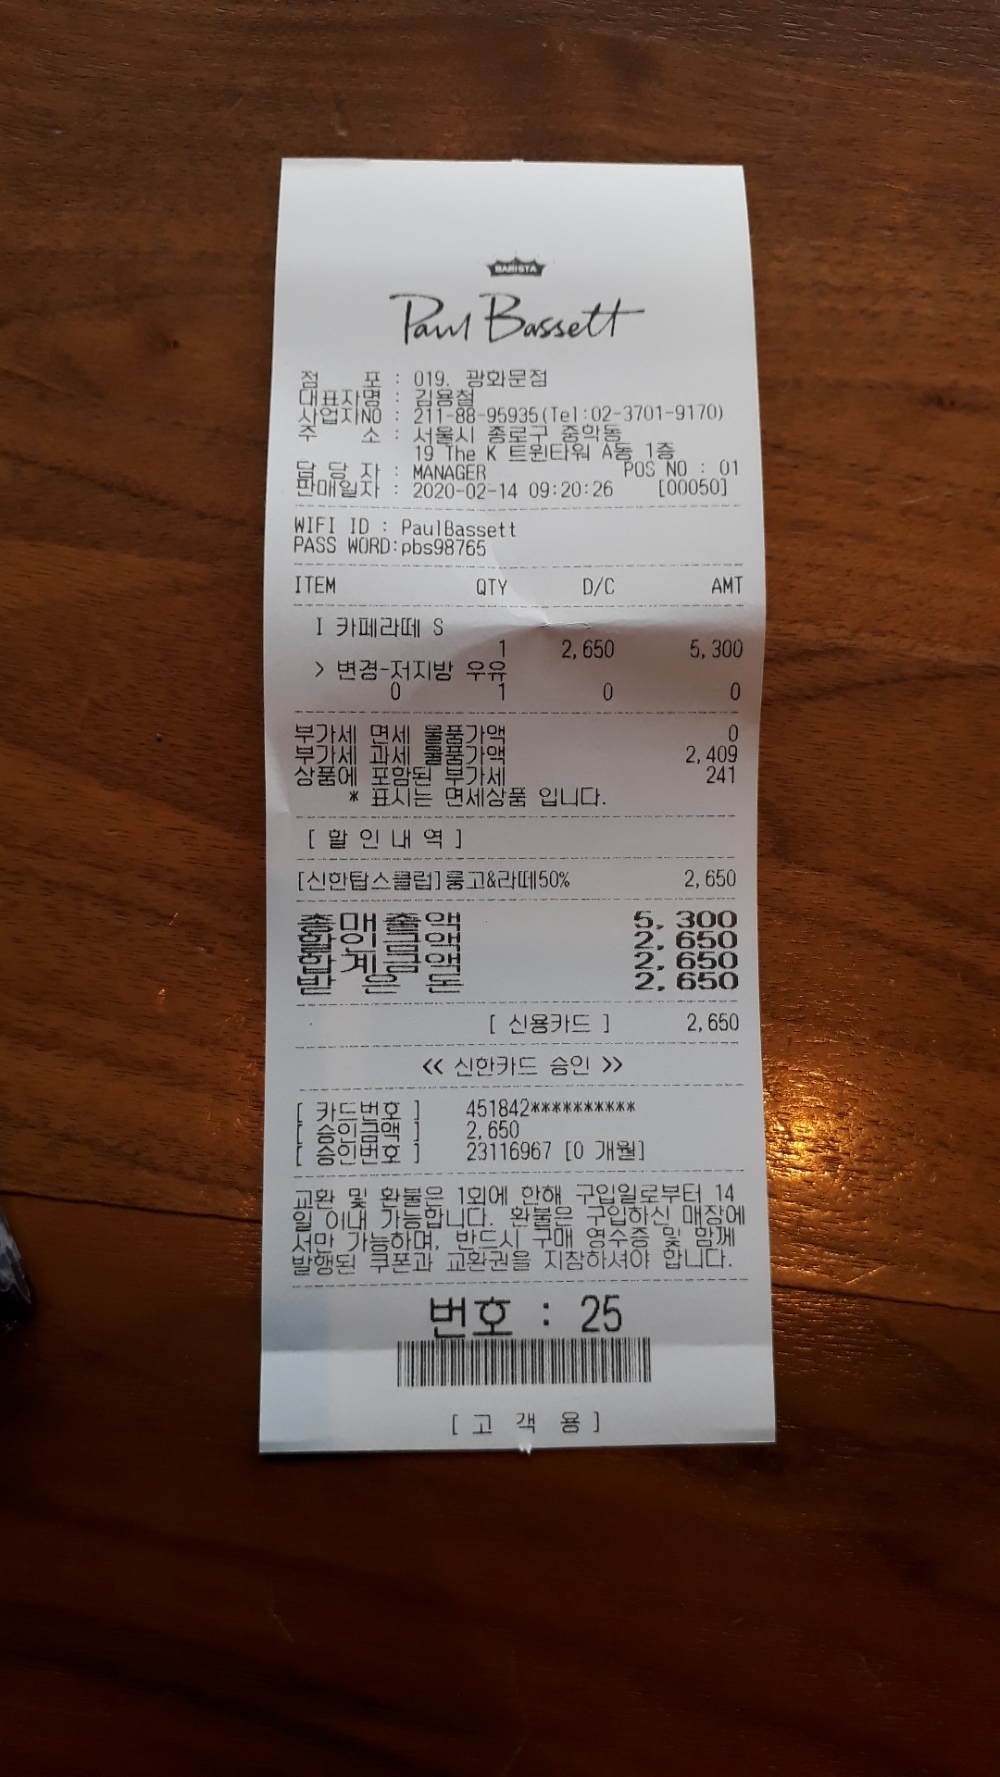 BARISTA
Paul Bassett
점 포 : 019. 광화문점
대표자명 : 김용철
사업자NO : 211-88-95935(Tel:02-3701-9170)
주 소 : 서울시 종로구 중학동
19 The K 트윈타워 A동 1층
담 당 자 : MANAGER POS NO : 01
판매일자 : 2020-02-14 09:20:26 [00050]
WIFI ID : PaulBassett
PASS WORD:pbs98765
ITEM QTY D/C AMT
I 카페라떼 S
1 2,650 5,300
> 변경-저지방 우유
0 1 0 0
부가세 면세 물품가액 0
부가세 과세 물품가액 2,409
상품에 포함된 부가세 241
* 표시는 면세상품 입니다.
[ 할 인 내 역 ]
[신한탑스클럽]룽고&라떼50% 2,650
총매출액 5,300
할인금액 2,650
합계금액 2,650
받 은 돈 2,650
[ 신용카드 ] 2,650
<< 신한카드 승인 >>
[ 카드번호 ] 451842**********
[ 승인금액 ] 2,650
[ 승인번호 ] 23116967 [0 개월]
교환 및 환불은 1회에 한해 구입일로부터 14
일 이내 가능합니다. 환불은 구입하신 매장에
서만 가능하며, 반드시 구매 영수증 및 함께
발행된 쿠폰과 교환권을 지참하셔야 합니다.
번호 : 25
[ 고 객 용 ]